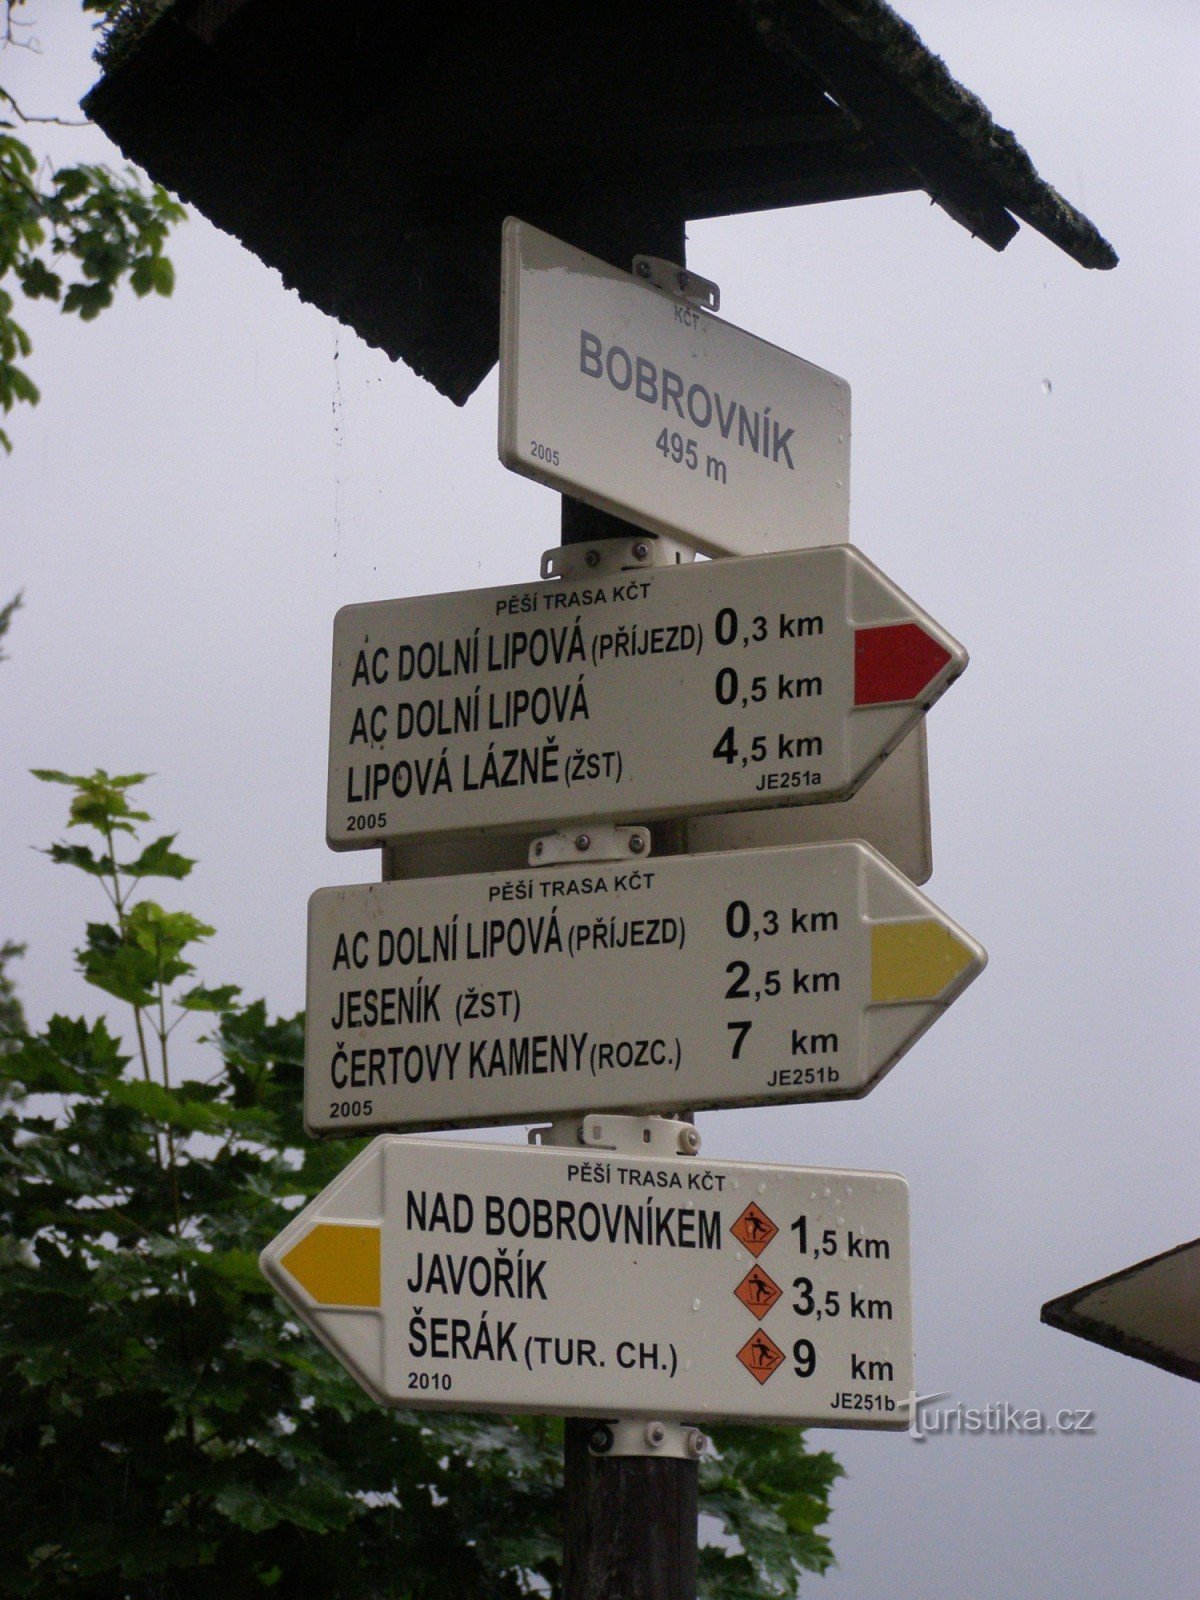 KČT
BOBROVNÍK
495 m
2005
PĚŠÍ TRASA KČT
AC DOLNÍ LIPOVÁ (PŘÍJEZD) 0,3 km
AC DOLNÍ LIPOVÁ 0,5 km
LIPOVÁ LÁZNĚ (ŽST) 4,5 km
2005 JE251a
PĚŠÍ TRASA KČT
AC DOLNÍ LIPOVÁ (PŘÍJEZD) 0,3 km
JESENÍK (ŽST) 2,5 km
ČERTOVY KAMENY (ROZC.) 7 km
2005 JE251b
PĚŠÍ TRASA KČT
NAD BOBROVNÍKEM 1,5 km
JAVOŘÍK 3,5 km
ŠERÁK (TUR. CH.) 9 km
2010 JE251b
Turistika.cz